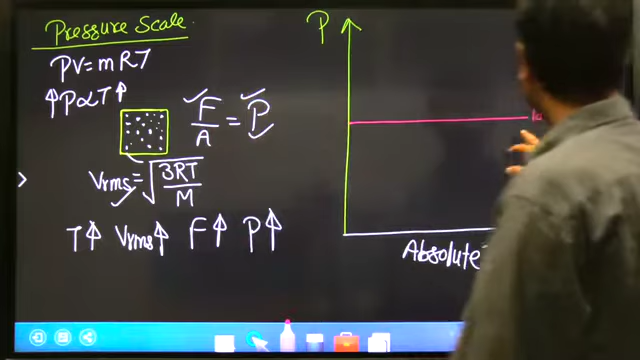 Pressure Scale
PV = mRT
↑P∝T↑
F/A = P
Vrms = √(3RT/M)
T↑ Vrms↑ F↑ P↑
P
Absolute